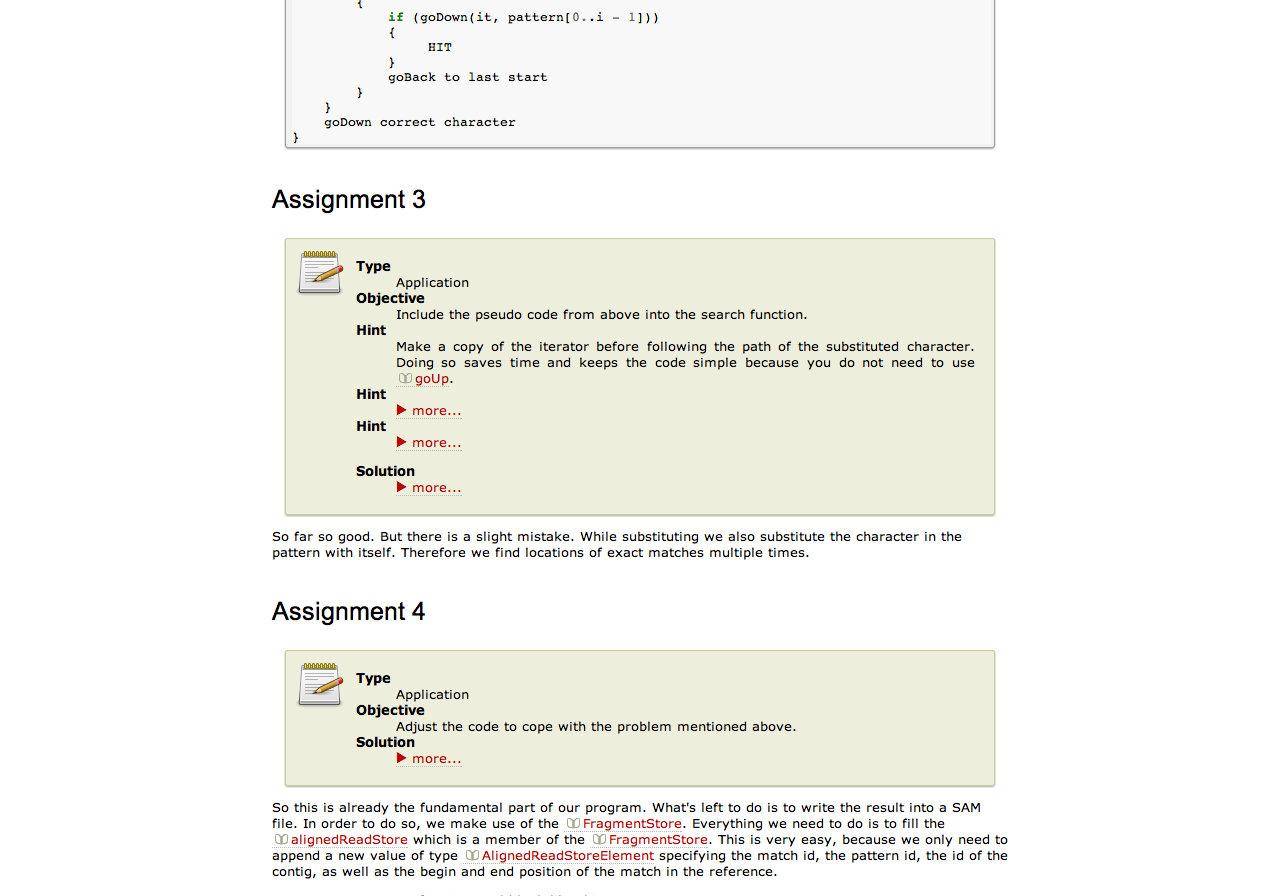 {
if (goDown(it, pattern[0..i - 1]))
{
HIT
}
goBack to last start
}
}
goDown correct character
}
Assignment 3
Type
Application
Objective
Include the pseudo code from above into the search function.
Hint
Make a copy of the iterator before following the path of the substituted character.
Doing so saves time and keeps the code simple because you do not need to use
goUp.
Hint
more...
Hint
more...
Solution
more...
So far so good. But there is a slight mistake. While substituting we also substitute the character in the
pattern with itself. Therefore we find locations of exact matches multiple times.
Assignment 4
Type
Application
Objective
Adjust the code to cope with the problem mentioned above.
Solution
more...
So this is already the fundamental part of our program. What's left to do is to write the result into a SAM
file. In order to do so, we make use of the FragmentStore. Everything we need to do is to fill the
alignedReadStore which is a member of the FragmentStore. This is very easy, because we only need to
append a new value of type AlignedReadStoreElement specifying the match id, the pattern id, the id of the
contig, as well as the begin and end position of the match in the reference.